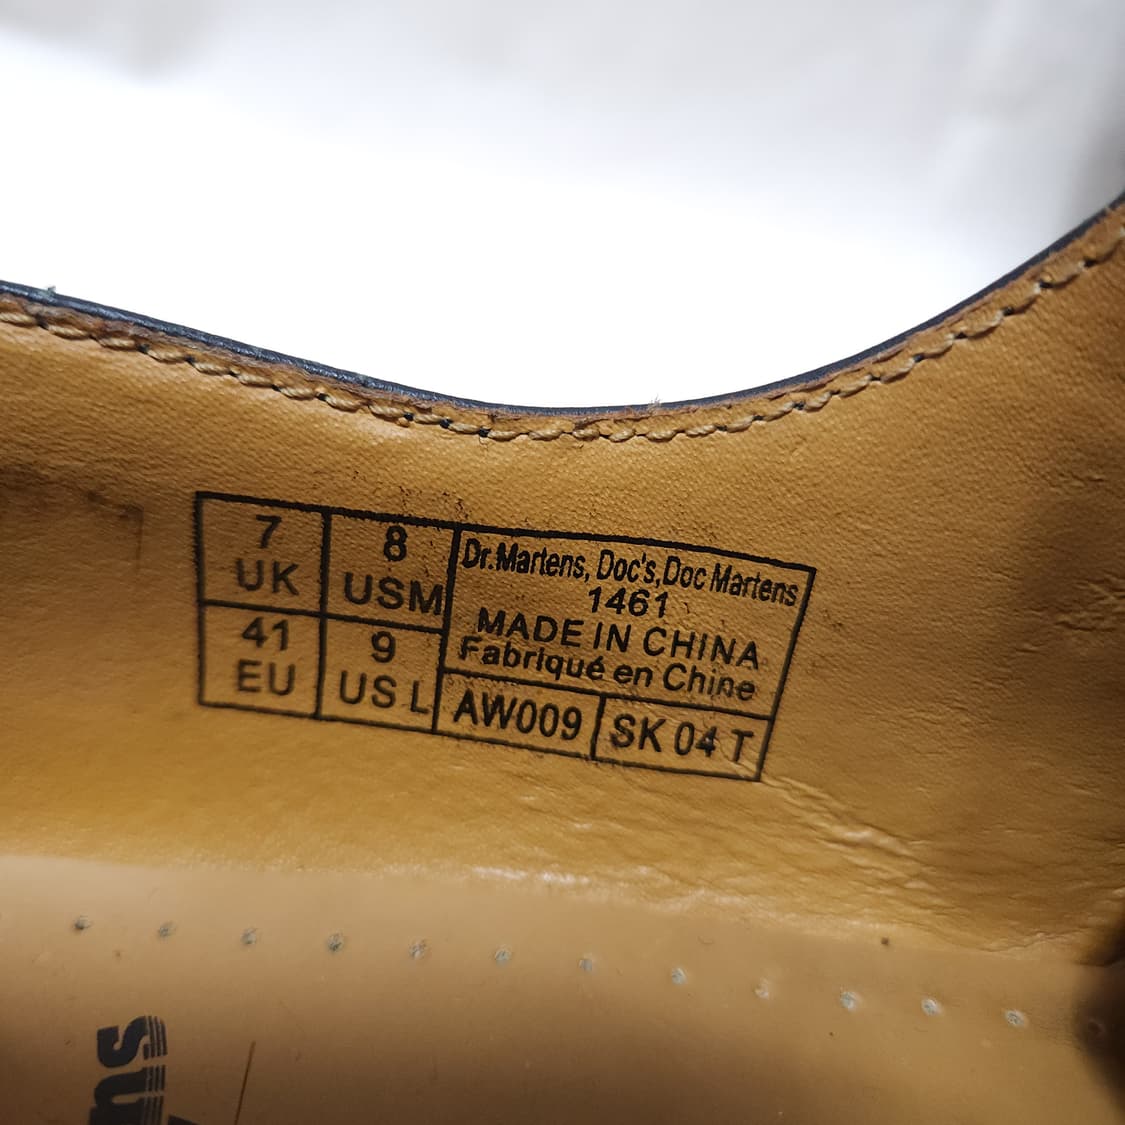 7
UK
8
USM
41
EU
9
US L
Dr.Martens, Doc's, Doc Martens
1461
MADE IN CHINA
Fabriqué en Chine
AW009
SK 04 T